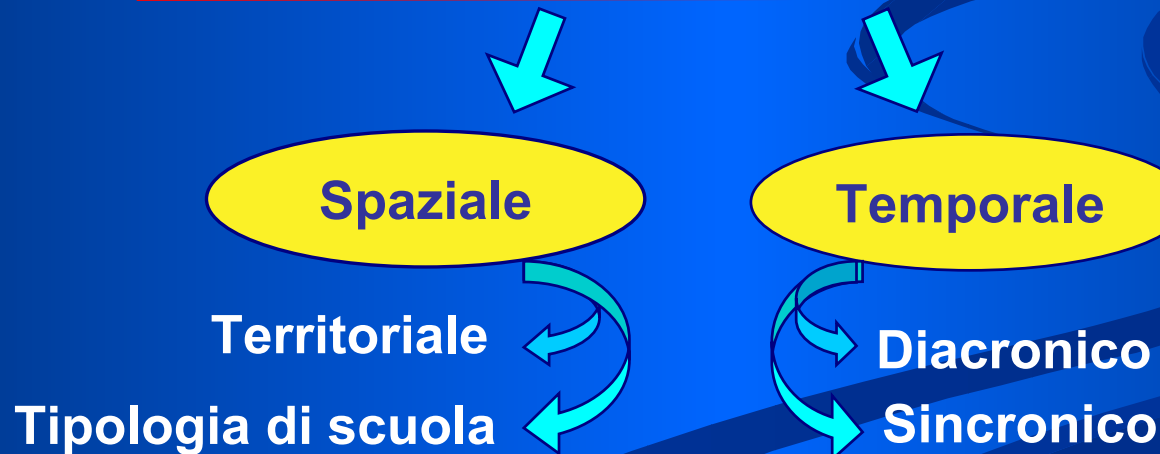 Spaziale
Temporale
Territoriale
Diacronico
Tipologia di scuola
Sincronico